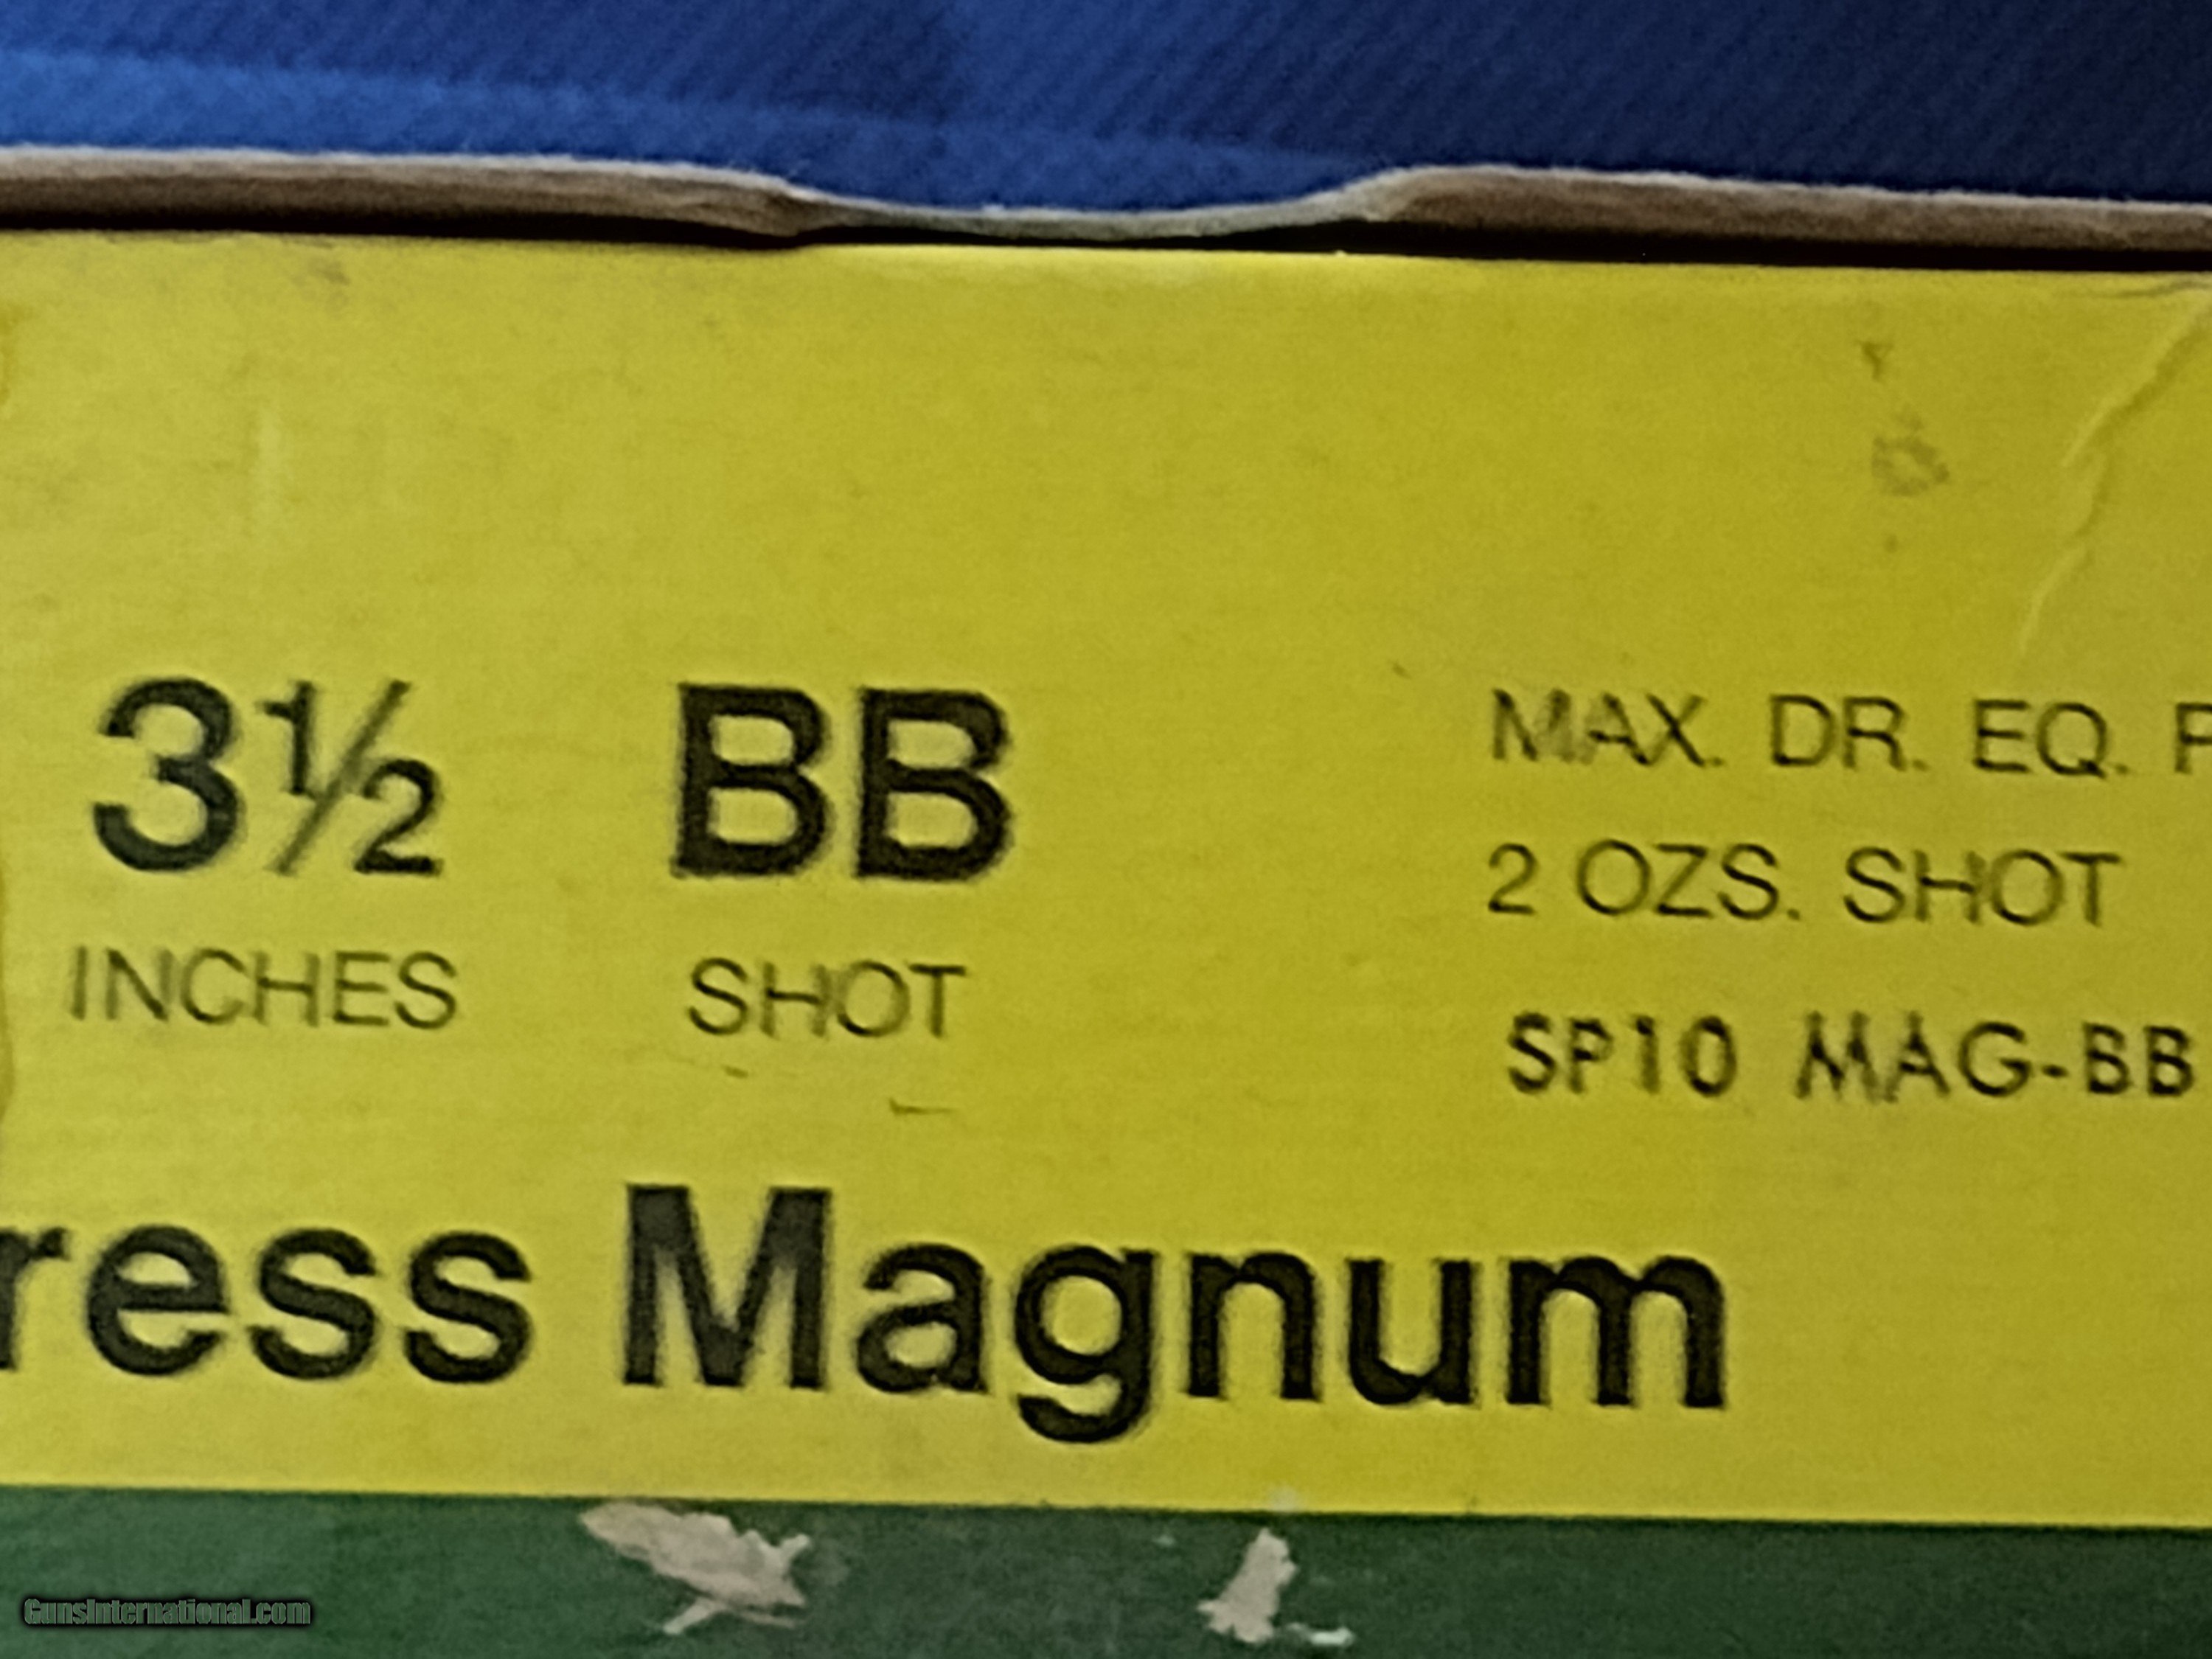 3½ BB MAX. DR. EQ. P
INCHES SHOT 2 OZS. SHOT
SP10 MAG-BB
ress Magnum
GunsInternational.com